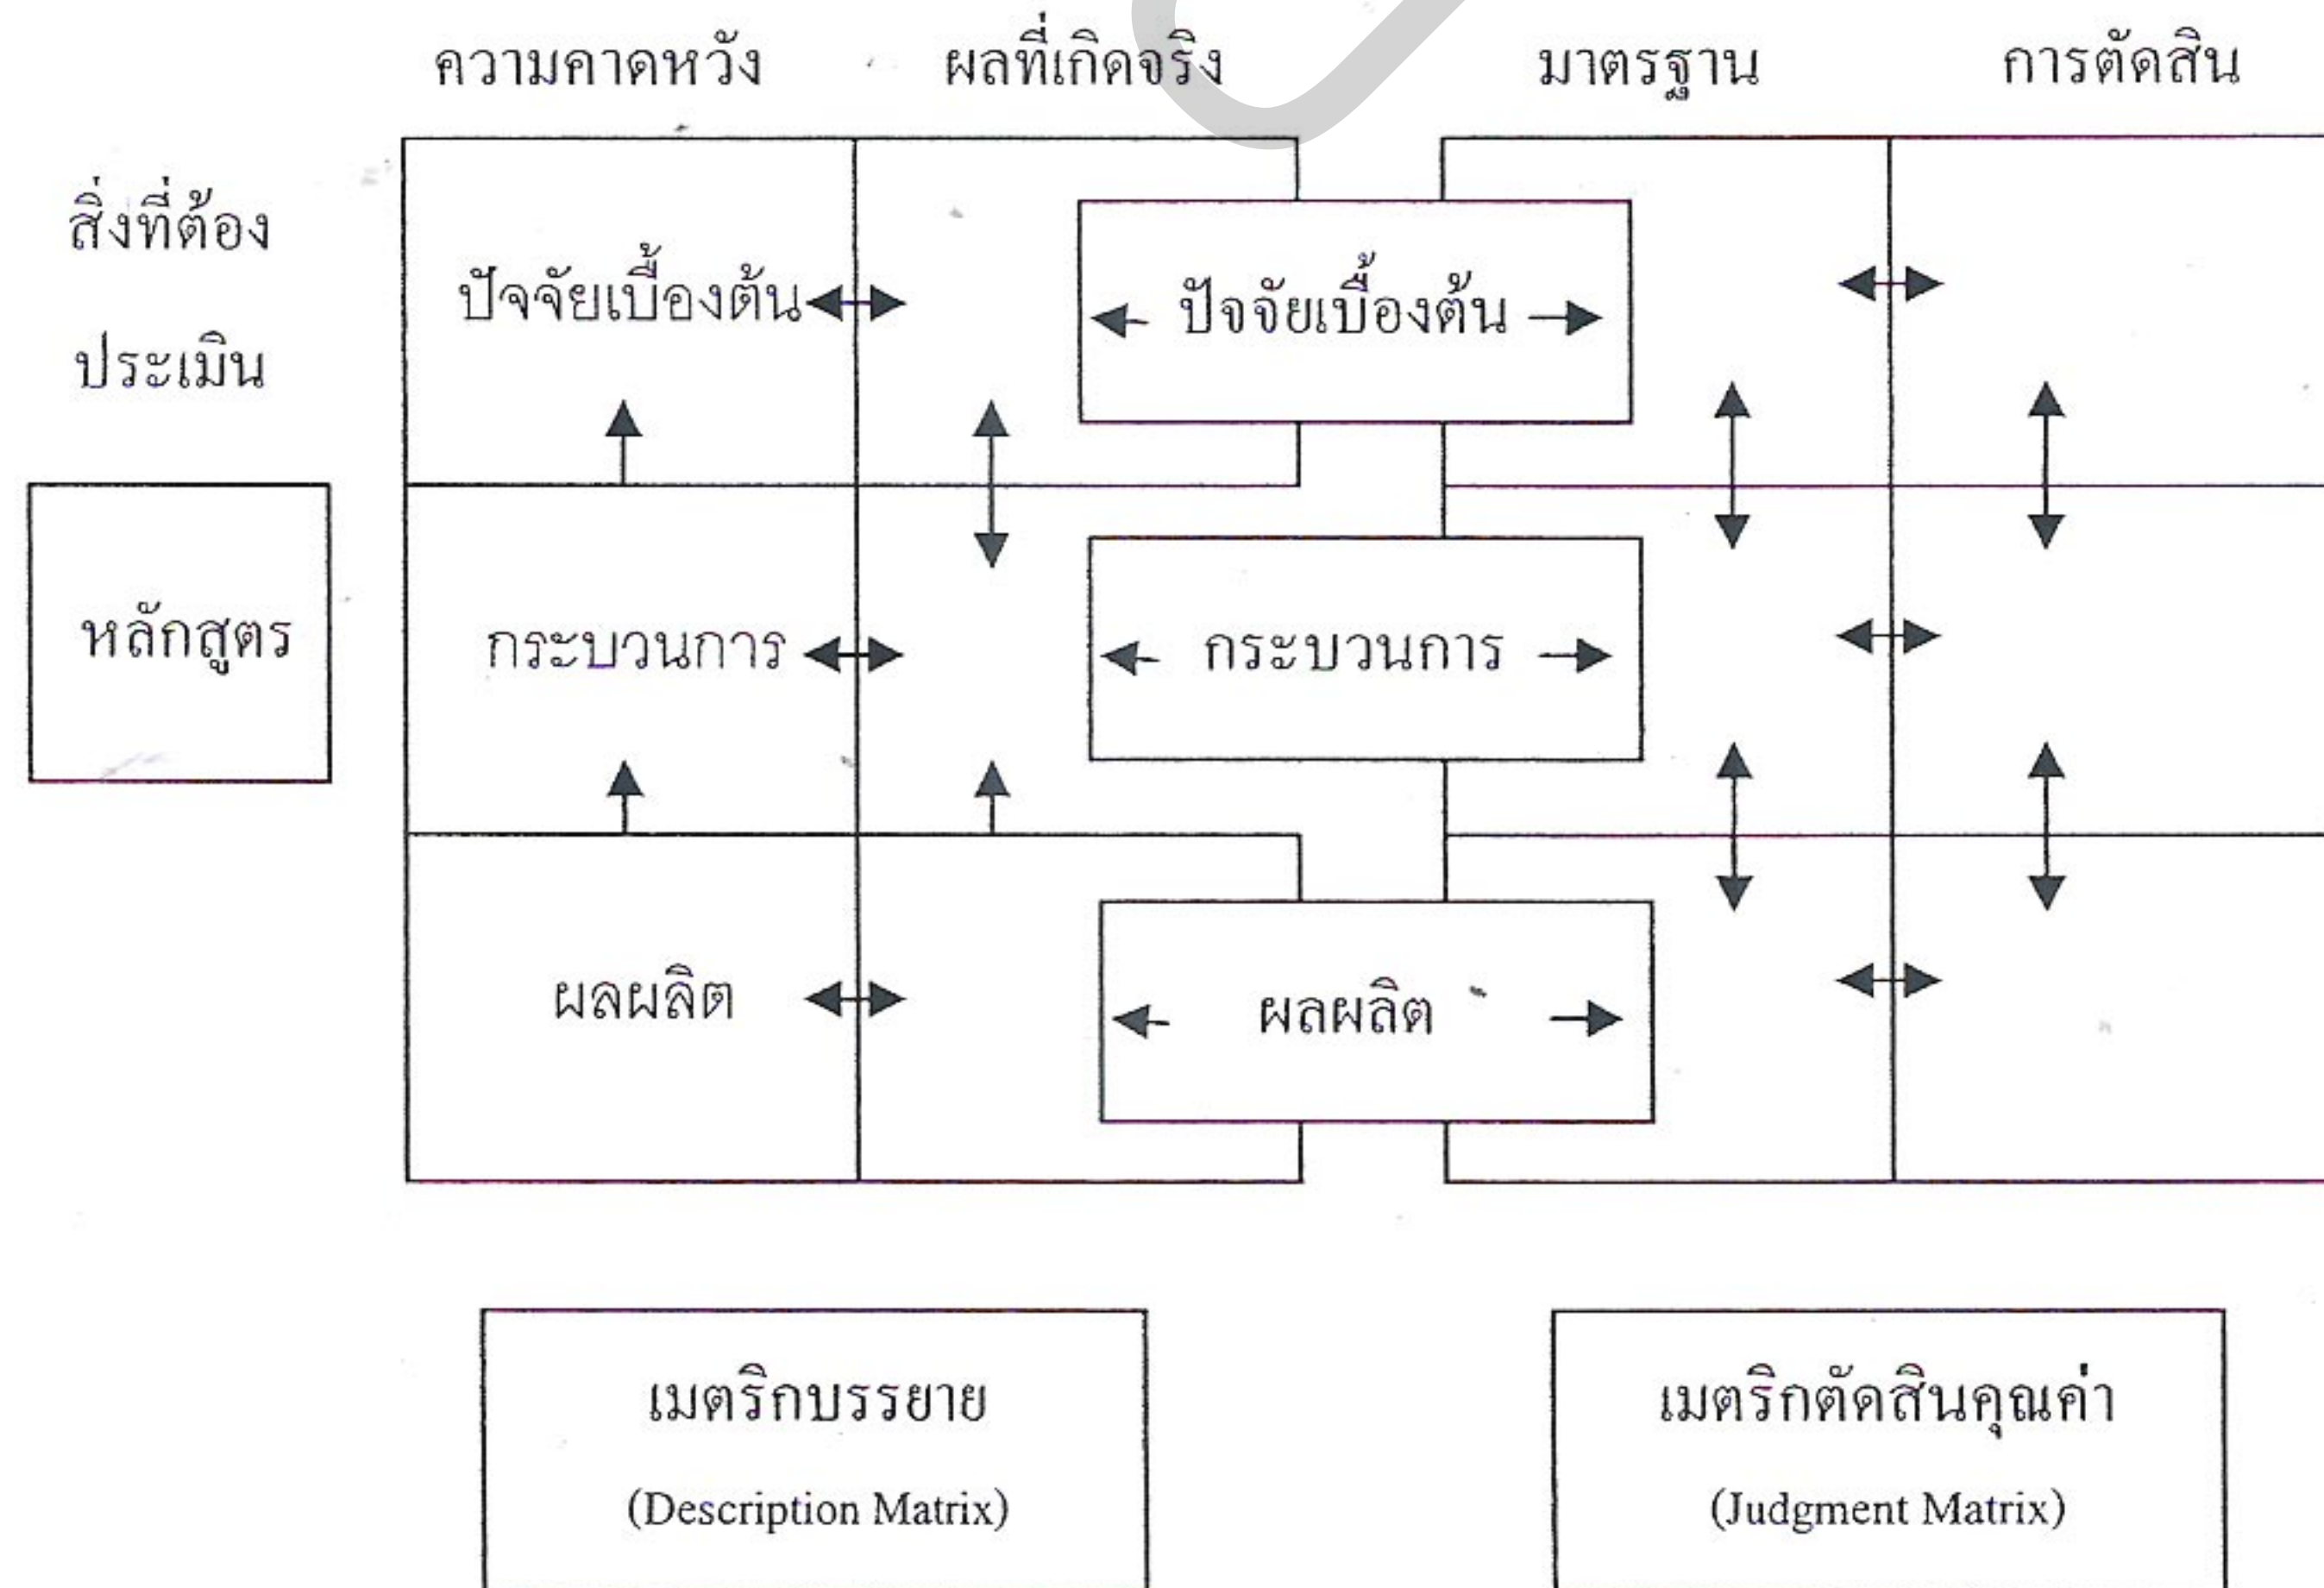 ความคาดหวัง ผลที่เกิดจริง มาตรฐาน การตัดสิน
สิ่งที่ต้อง
ประเมิน
ปัจจัยเบื้องต้น ปัจจัยเบื้องต้น
หลักสูตร กระบวนการ กระบวนการ
ผลผลิต ผลผลิต
เมตริกบรรยาย เมตริกตัดสินคุณค่า
(Description Matrix) (Judgment Matrix)